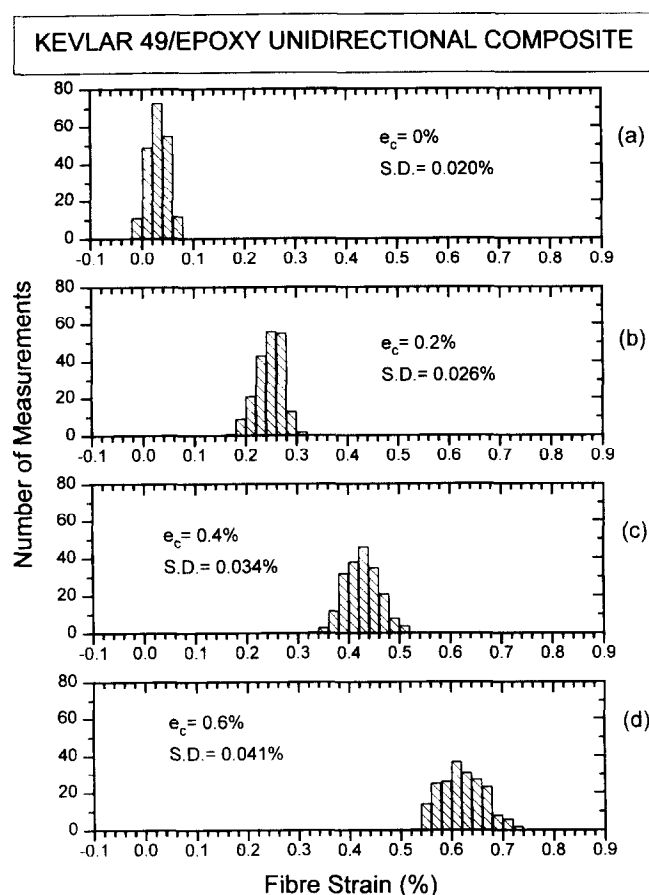 KEVLAR 49/EPOXY UNIDIRECTIONAL COMPOSITE
80
60
40
20
0
e_c= 0%
S.D.= 0.020%
(a)
-0.1 0.0 0.1 0.2 0.3 0.4 0.5 0.6 0.7 0.8 0.9
80
60
40
20
0
e_c= 0.2%
S.D.= 0.026%
(b)
-0.1 0.0 0.1 0.2 0.3 0.4 0.5 0.6 0.7 0.8 0.9
Number of Measurements
80
60
40
20
0
e_c= 0.4%
S.D.= 0.034%
(c)
-0.1 0.0 0.1 0.2 0.3 0.4 0.5 0.6 0.7 0.8 0.9
80
60
40
20
0
e_c= 0.6%
S.D.= 0.041%
(d)
-0.1 0.0 0.1 0.2 0.3 0.4 0.5 0.6 0.7 0.8 0.9
Fibre Strain (%)